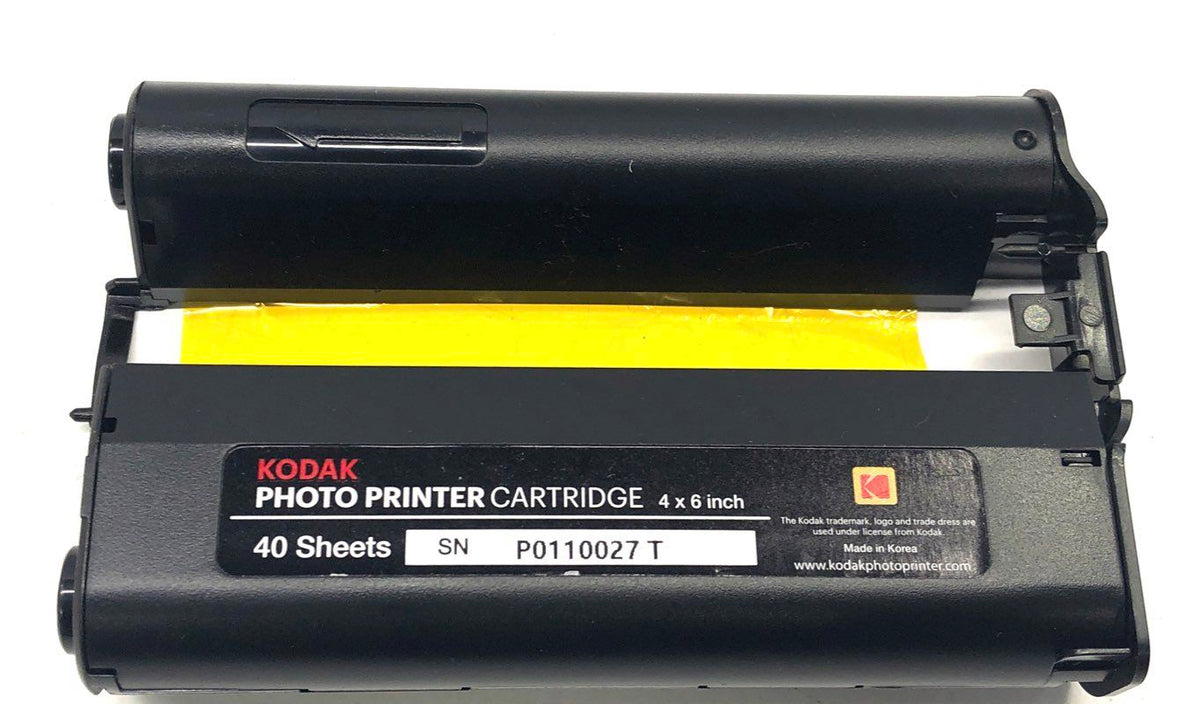 KODAK
PHOTO PRINTER CARTRIDGE 4 x 6 inch
40 Sheets SN P0110027 T
The Kodak trademark, logo and trade dress are
used under license from Kodak
Made in Korea
www.kodakphotoprinter.com